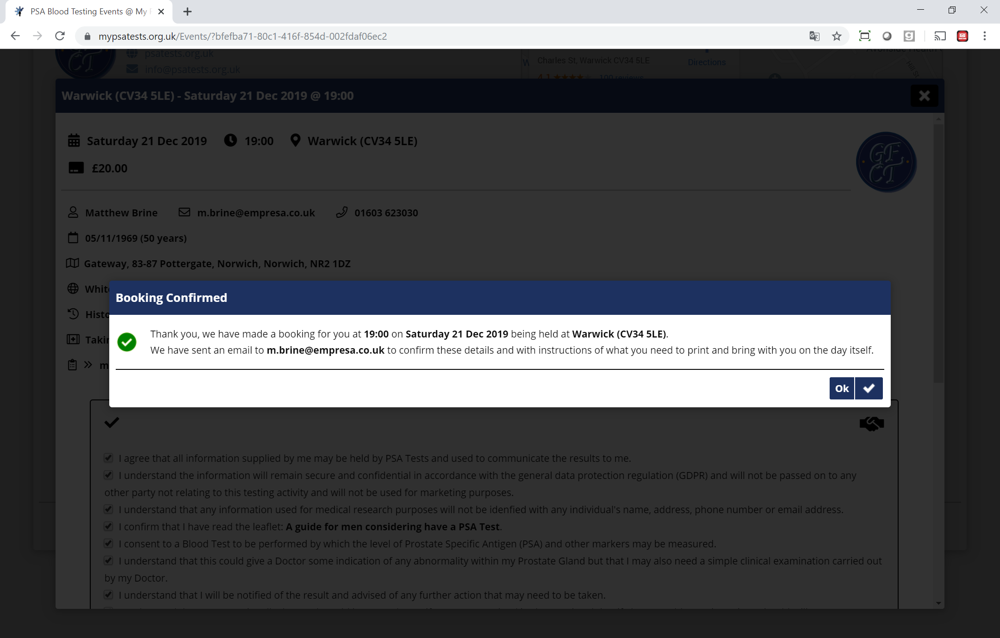 PSA Blood Testing Events @ My
mypsatests.org.uk/Events/?bfefba71-80c1-416f-854d-002fdaf06ec2
psatests.org.uk
info@psatests.org.uk
Charles St, Warwick CV34 5LE
Directions
4.1 100 reviews
Hill St
Warwick (CV34 5LE) - Saturday 21 Dec 2019 @ 19:00
Saturday 21 Dec 2019 19:00 Warwick (CV34 5LE)
£20.00
GF
CT
Matthew Brine m.brine@empresa.co.uk 01603 623030
05/11/1969 (50 years)
Gateway, 83-87 Pottergate, Norwich, Norwich, NR2 1DZ
Booking Confirmed
Thank you, we have made a booking for you at 19:00 on Saturday 21 Dec 2019 being held at Warwick (CV34 5LE).
We have sent an email to m.brine@empresa.co.uk to confirm these details and with instructions of what you need to print and bring with you on the day itself.
Ok
I agree that all information supplied by me may be held by PSA Tests and used to communicate the results to me.
I understand the information will remain secure and confidential in accordance with the general data protection regulation (GDPR) and will not be passed on to any
other party not relating to this testing activity and will not be used for marketing purposes.
I understand that any information used for medical research purposes will not be idenfied with any individual's name, address, phone number or email address.
I confirm that I have read the leaflet: A guide for men considering have a PSA Test.
I consent to a Blood Test to be performed by which the level of Prostate Specific Antigen (PSA) and other markers may be measured.
I understand that this could give a Doctor some indication of any abnormality within my Prostate Gland but that I may also need a simple clinical examination carried out
by my Doctor.
I understand that I will be notified of the result and advised of any further action that may need to be taken.